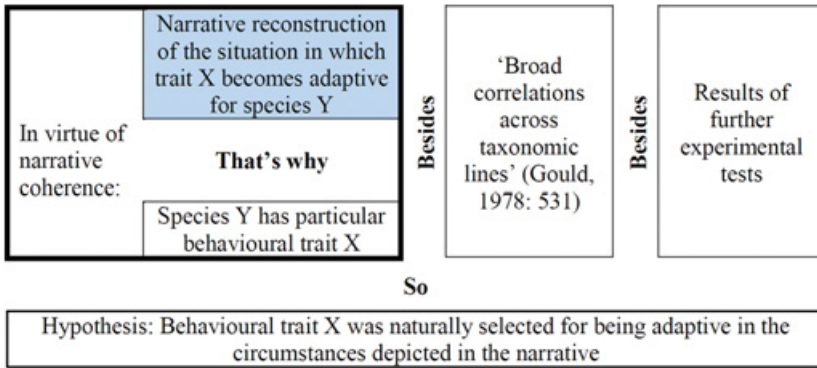 Narrative reconstruction
of the situation in which
trait X becomes adaptive
for species Y
In virtue of
narrative
coherence:
That's why
Species Y has particular
behavioural trait X
Besides
‘Broad
correlations
across
taxonomic
lines’ (Gould,
1978: 531)
Besides
Results of
further
experimental
tests
So
Hypothesis: Behavioural trait X was naturally selected for being adaptive in the
circumstances depicted in the narrative